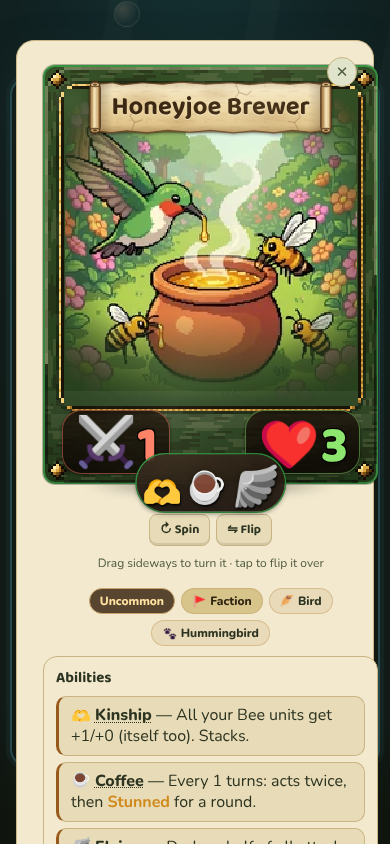 Honeyjoe Brewer
✕
1
3
↻ Spin
⇋ Flip
Drag sideways to turn it · tap to flip it over
Uncommon
Faction
Bird
Hummingbird
Abilities
Kinship — All your Bee units get
+1/+0 (itself too). Stacks.
Coffee — Every 1 turns: acts twice,
then Stunned for a round.